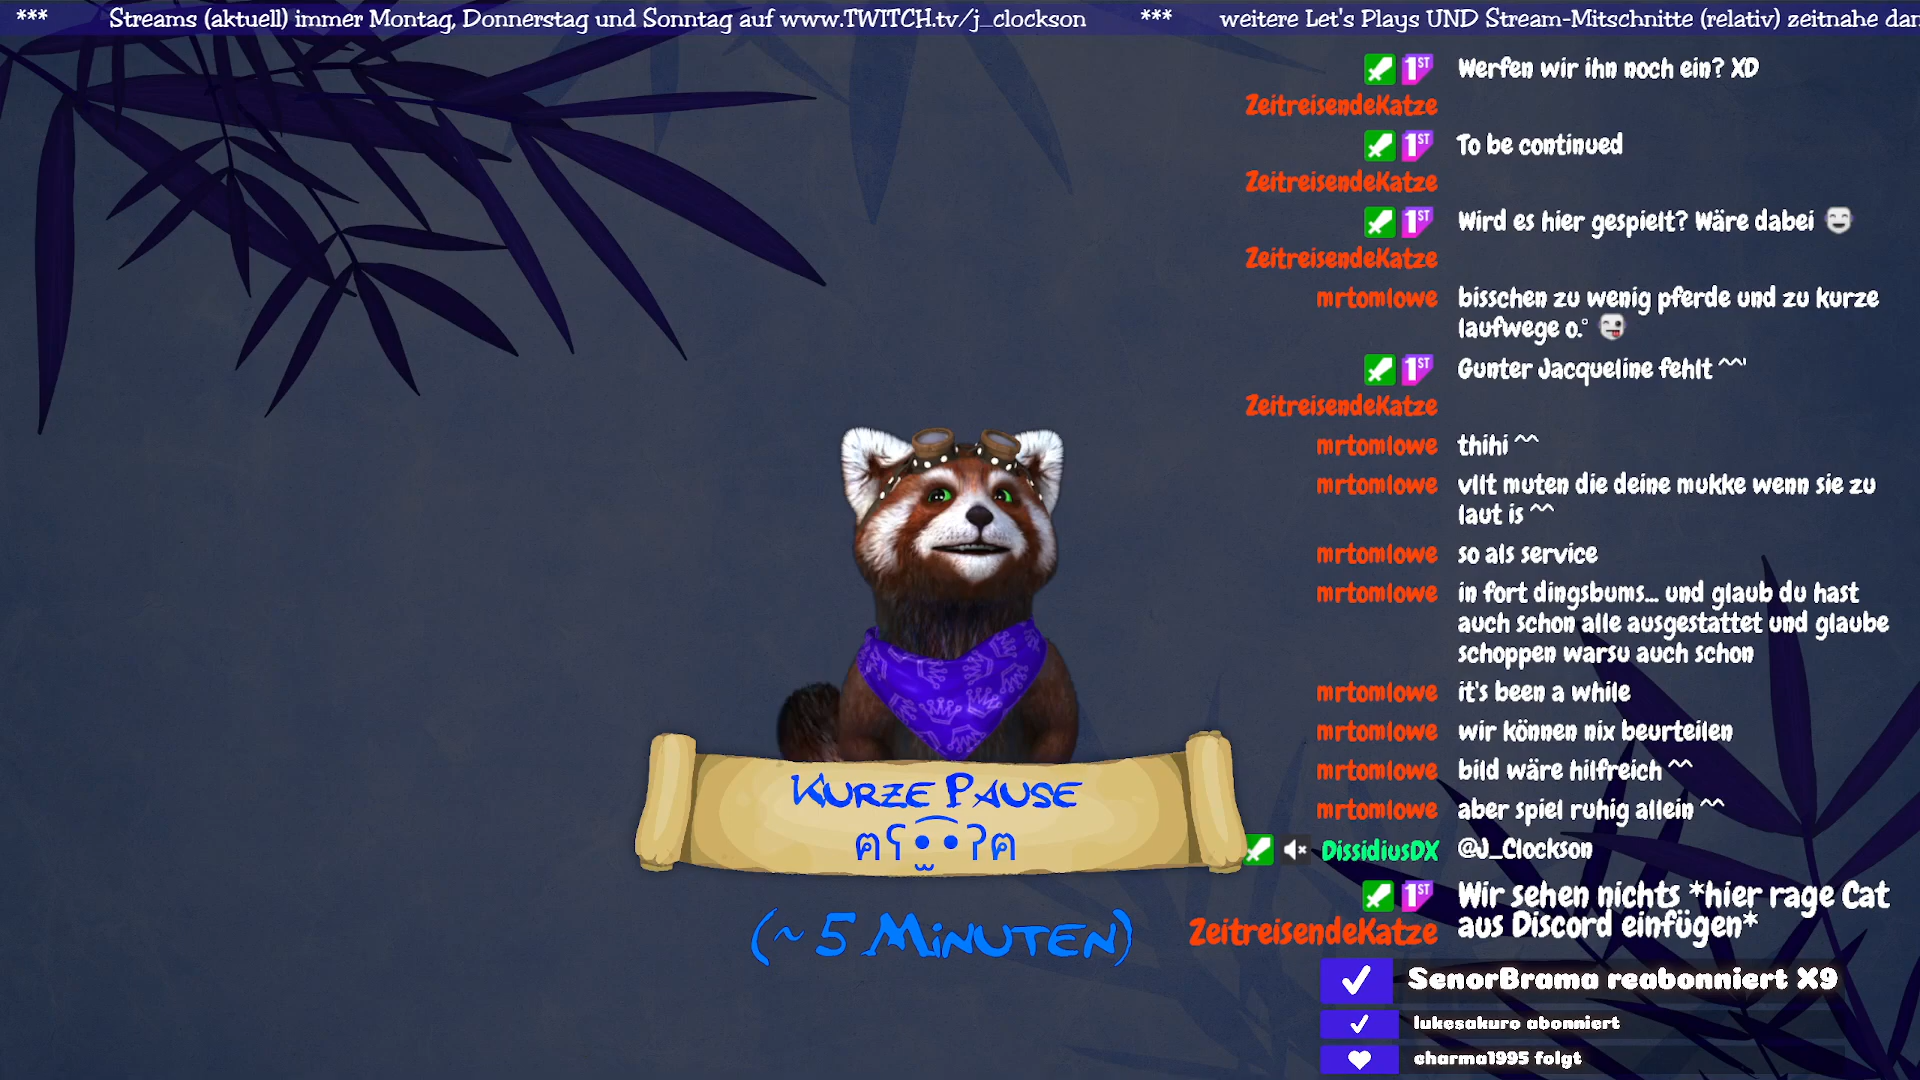 *** Streams (aktuell) immer Montag, Donnerstag und Sonntag auf www.TWITCH.tv/j_clockson *** weitere Let's Plays UND Stream-Mitschnitte (relativ) zeitnahe dan
1ST Werfen wir ihn noch ein? XD
ZeitreisendeKatze
1ST To be continued
ZeitreisendeKatze
1ST Wird es hier gespielt? Wäre dabei
ZeitreisendeKatze
mrtomlowe bisschen zu wenig pferde und zu kurze
laufwege o.°
1ST Gunter Jacqueline fehlt ^^'
ZeitreisendeKatze
mrtomlowe thihi ^^
mrtomlowe vllt muten die deine mukke wenn sie zu
laut is ^^
mrtomlowe so als service
mrtomlowe in fort dingsbums... und glaub du hast
auch schon alle ausgestattet und glaube
schoppen warsu auch schon
mrtomlowe it's been a while
mrtomlowe wir können nix beurteilen
mrtomlowe bild wäre hilfreich ^^
mrtomlowe aber spiel ruhig allein ^^
DissidiusDX @J_Clockson
1ST Wir sehen nichts *hier rage Cat
ZeitreisendeKatze aus Discord einfügen*
Kurze Pause
(~ 5 Minuten)
SenorBrama reabonniert X9
lukesakuro abonniert
charma1995 folgt